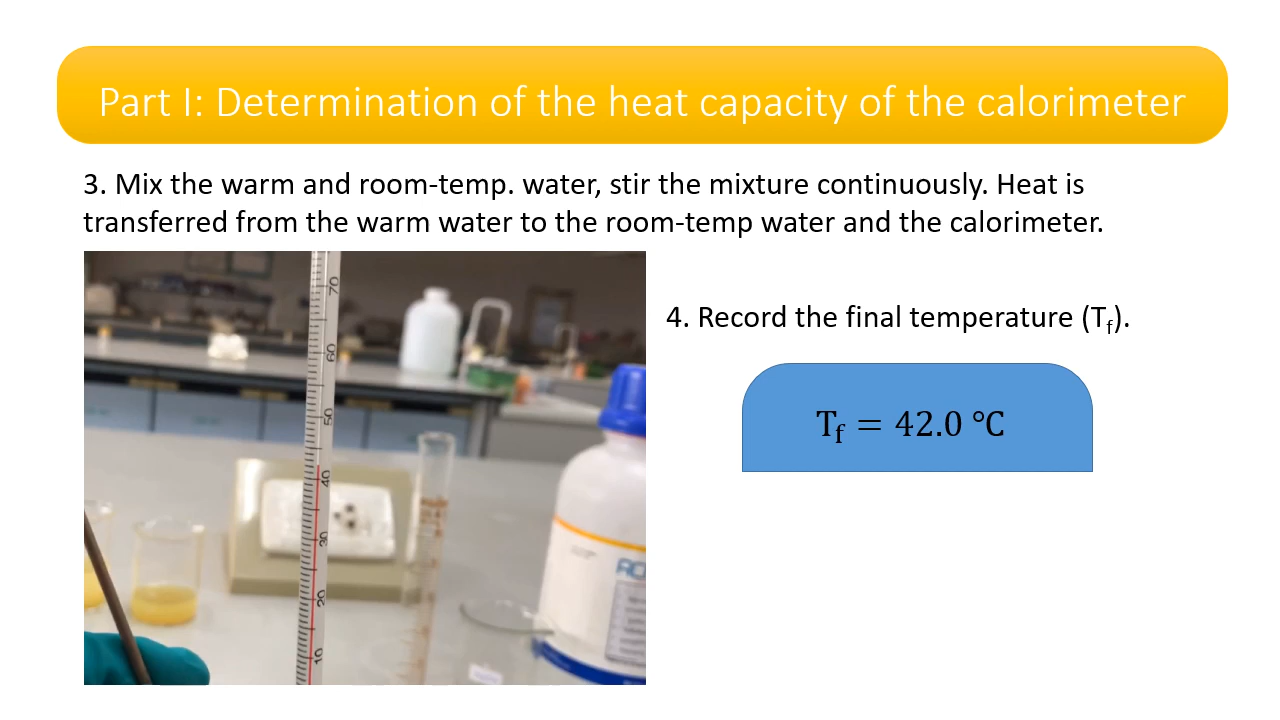 Part I: Determination of the heat capacity of the calorimeter
3. Mix the warm and room-temp. water, stir the mixture continuously. Heat is
transferred from the warm water to the room-temp water and the calorimeter.
4. Record the final temperature (Tf).
Tf = 42.0 ℃
70
60
50
40
30
20
10